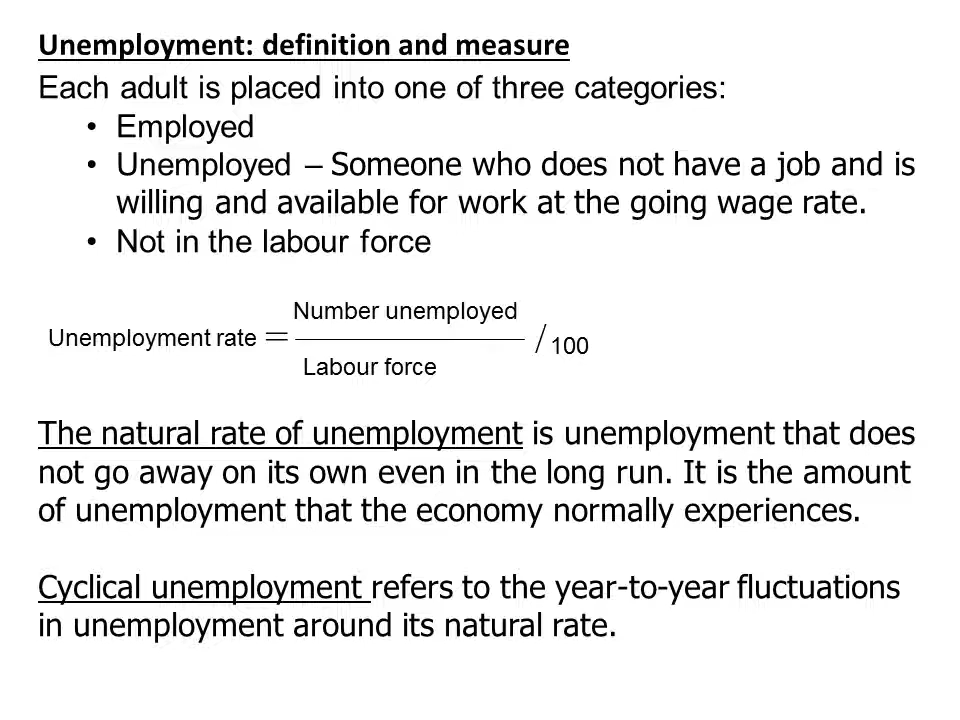 Unemployment: definition and measure
Each adult is placed into one of three categories:
• Employed
• Unemployed – Someone who does not have a job and is
willing and available for work at the going wage rate.
• Not in the labour force
Number unemployed
Unemployment rate = / 100
Labour force
The natural rate of unemployment is unemployment that does
not go away on its own even in the long run. It is the amount
of unemployment that the economy normally experiences.
Cyclical unemployment refers to the year-to-year fluctuations
in unemployment around its natural rate.